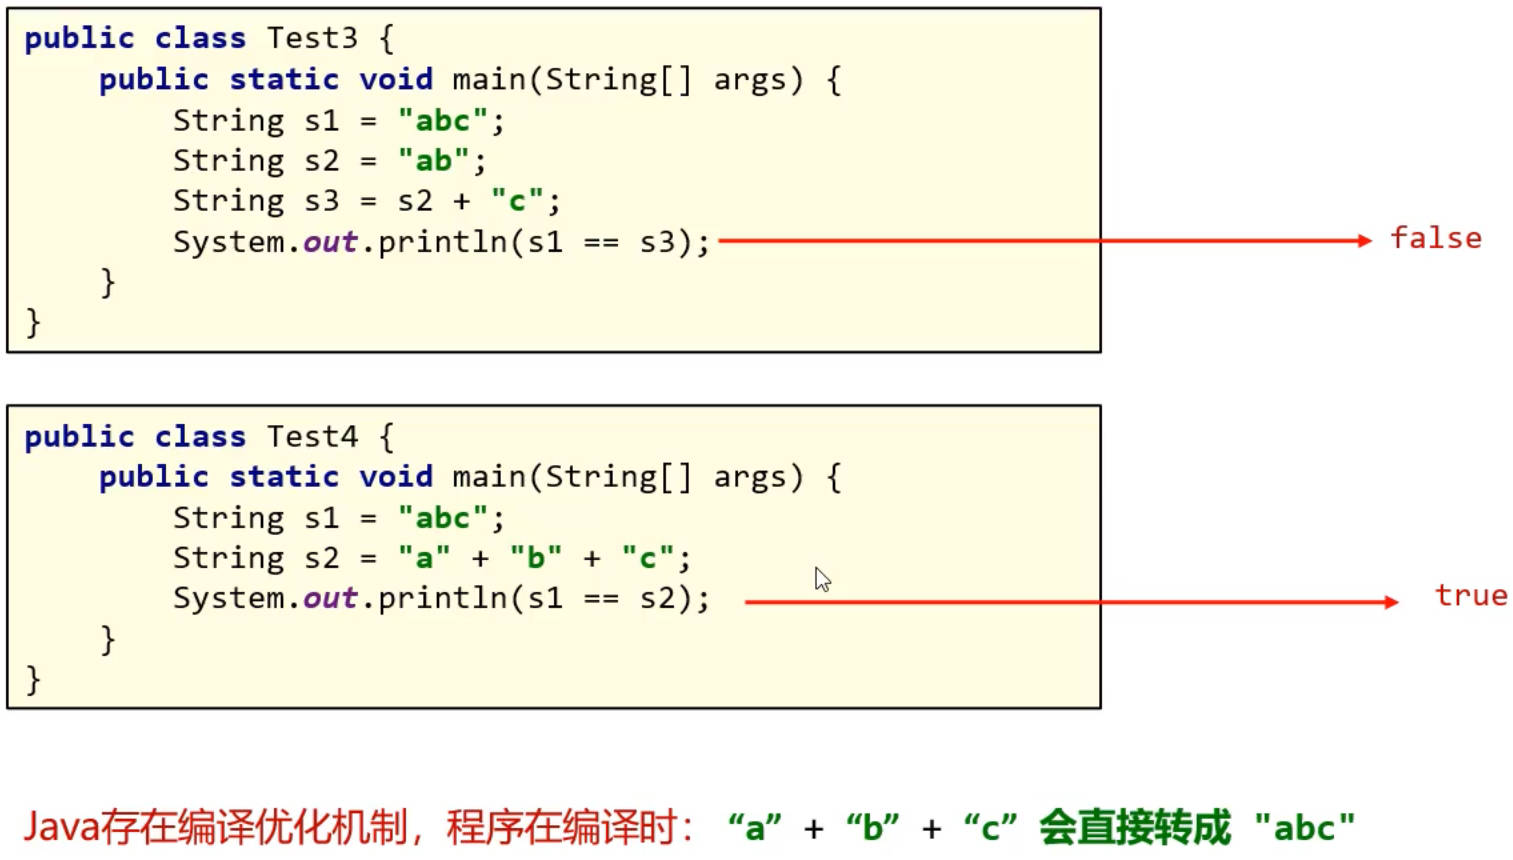 public class Test3 {
    public static void main(String[] args) {
        String s1 = "abc";
        String s2 = "ab";
        String s3 = s2 + "c";
        System.out.println(s1 == s3);
false
    }
}
public class Test4 {
    public static void main(String[] args) {
        String s1 = "abc";
        String s2 = "a" + "b" + "c";
        System.out.println(s1 == s2);
true
    }
}
Java存在编译优化机制，程序在编译时： “a” + “b” + “c” 会直接转成 "abc"